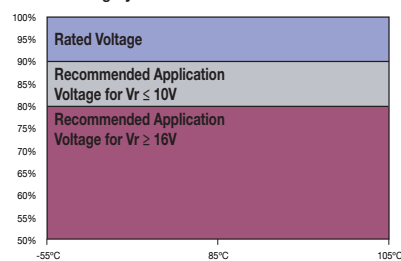 100%
95%
90%
85%
80%
75%
70%
65%
60%
55%
50%
Rated Voltage
Recommended Application
Voltage for Vr ≤ 10V
Recommended Application
Voltage for Vr ≥ 16V
-55ºC
85ºC
105ºC